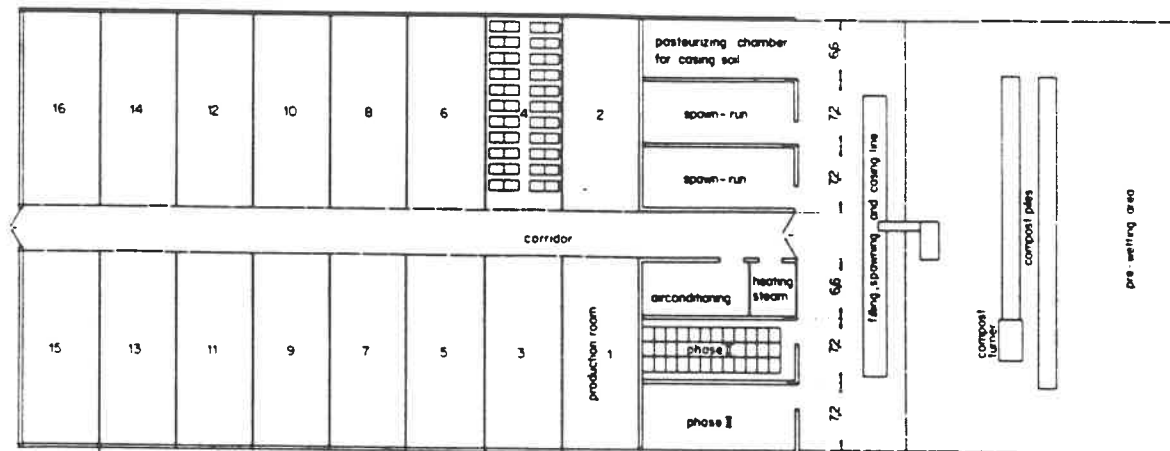 pasteurizing chamber
for casing soil
6,6
16
14
12
10
8
6
4
2
spawn-run
7,2
spawn-run
7,2
corridor
filling, spawning and casing line
compost piles
pre-wetting area
airconditioning
heating
steam
6,6
15
13
11
9
7
5
3
1
production room
phase II
7,2
compost
turner
phase II
7,2